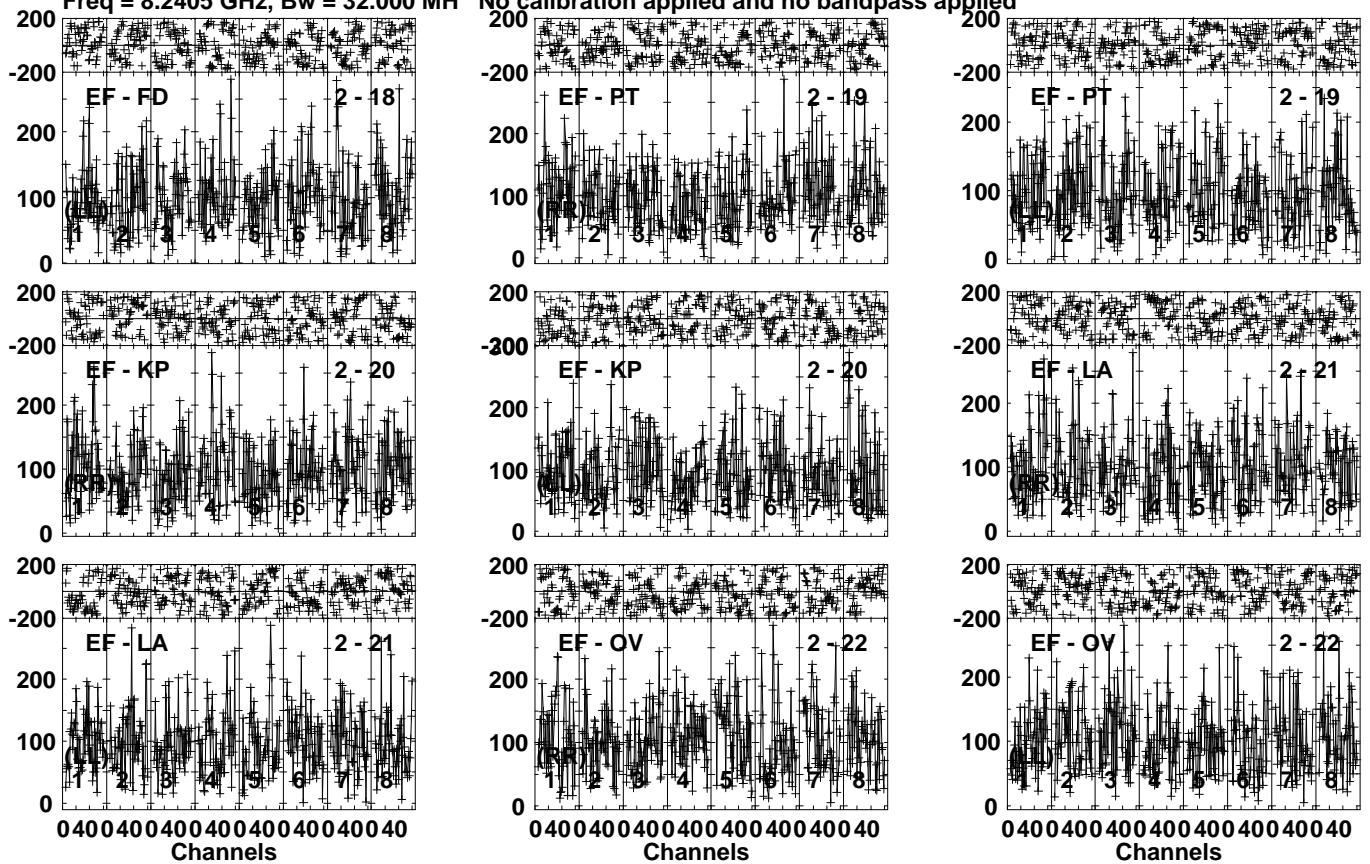 Freq = 8.2405 GHz, Bw = 32.000 MH No calibration applied and no bandpass applied
200
-200
EF - FD 2 - 18
200
100
0
(LL)
1 2 3 4 5 6 7 8
200
-200
EF - PT 2 - 19
200
100
0
(RR)
1 2 3 4 5 6 7 8
200
-200
EF - PT 2 - 19
200
100
0
(LL)
1 2 3 4 5 6 7 8
200
-200
EF - KP 2 - 20
200
100
0
(RR)
1 2 3 4 5 6 7 8
200
-200
300
EF - KP 2 - 20
200
100
0
(LL)
1 2 3 4 5 6 7 8
200
-200
EF - LA 2 - 21
200
100
0
(RR)
1 2 3 4 5 6 7 8
200
-200
EF - LA 2 - 21
200
100
0
(LL)
1 2 3 4 5 6 7 8
0 40 0 40 0 40 0 40 0 40 0 40 0 40 0 40
Channels
200
-200
EF - OV 2 - 22
200
100
0
(RR)
1 2 3 4 5 6 7 8
0 40 0 40 0 40 0 40 0 40 0 40 0 40 0 40
Channels
200
-200
EF - OV 2 - 22
200
100
0
(LL)
1 2 3 4 5 6 7 8
0 40 0 40 0 40 0 40 0 40 0 40 0 40 0 40
Channels